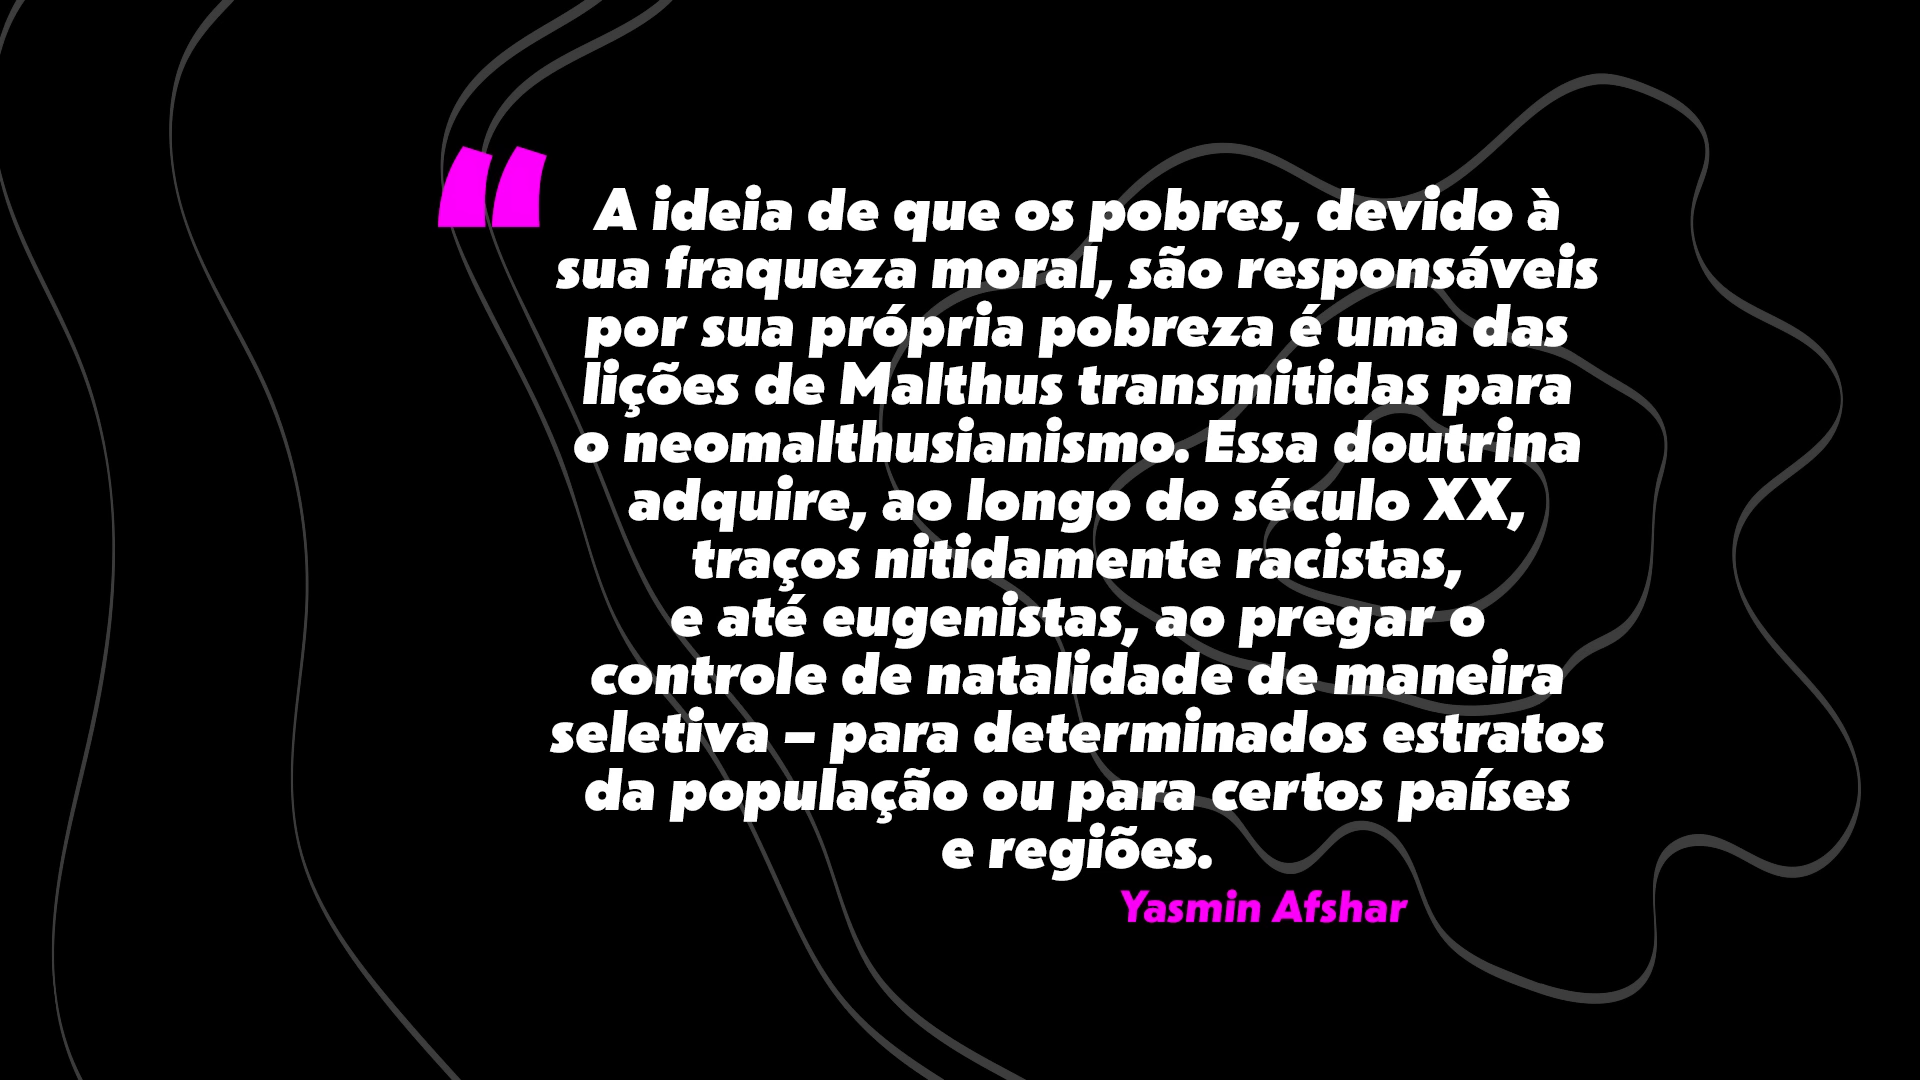 “ A ideia de que os pobres, devido à
sua fraqueza moral, são responsáveis
por sua própria pobreza é uma das
lições de Malthus transmitidas para
o neomalthusianismo. Essa doutrina
adquire, ao longo do século XX,
traços nitidamente racistas,
e até eugenistas, ao pregar o
controle de natalidade de maneira
seletiva – para determinados estratos
da população ou para certos países
e regiões.
Yasmin Afshar